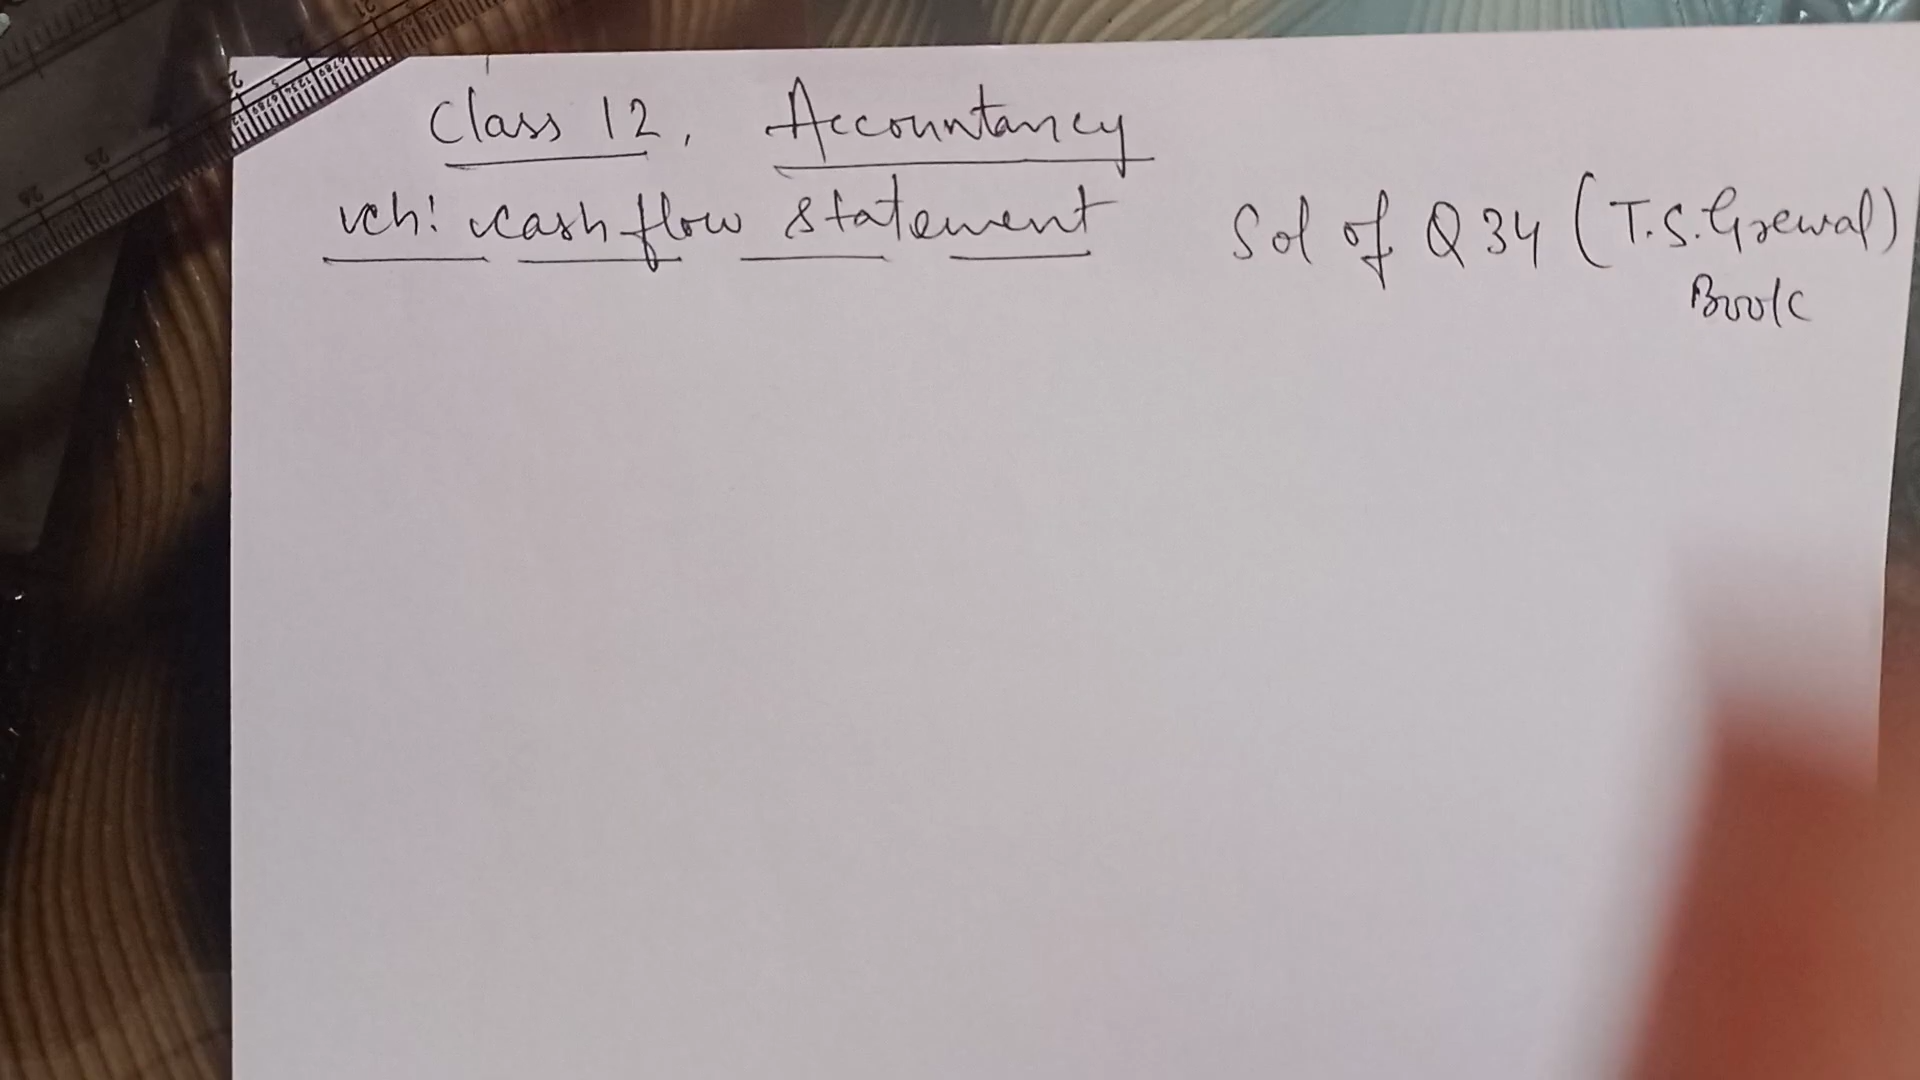 Class 12, Accountancy
ch: cash flow statement Sol of Q 34 (T.S. Grewal)
Book